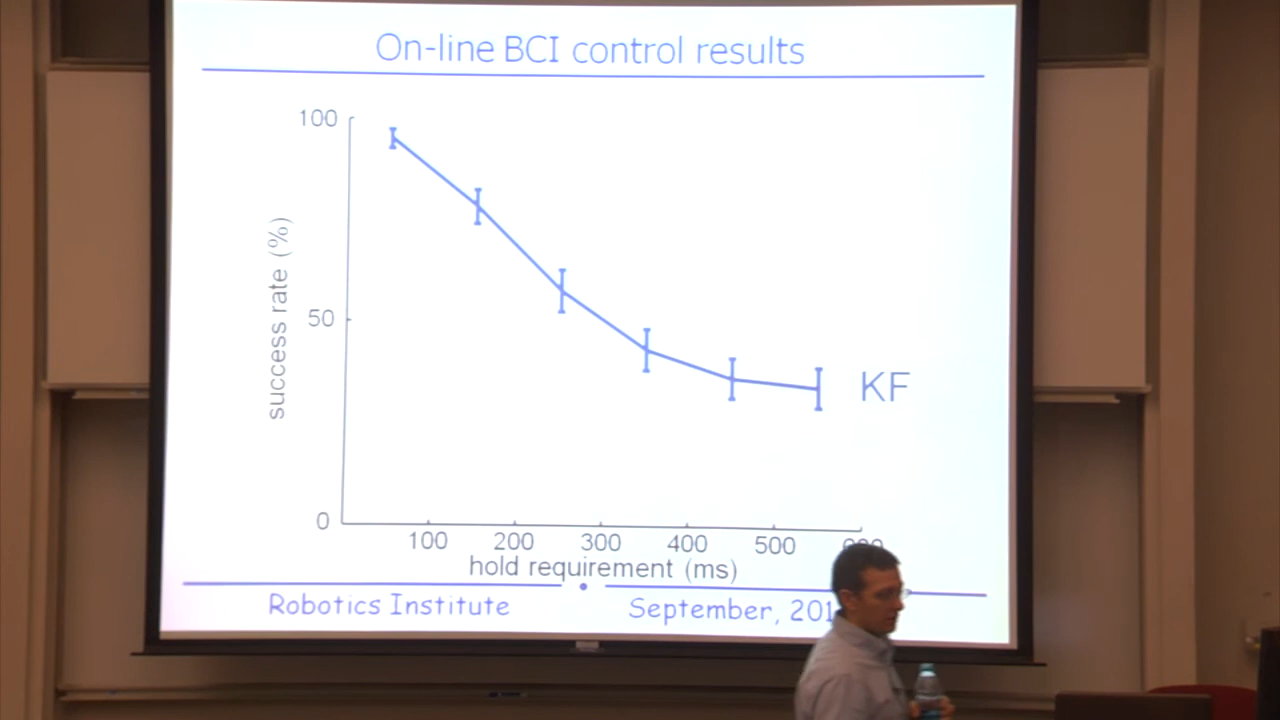 On-line BCI control results
100
50
0
success rate (%)
KF
100 200 300 400 500
hold requirement (ms)
Robotics Institute
September,